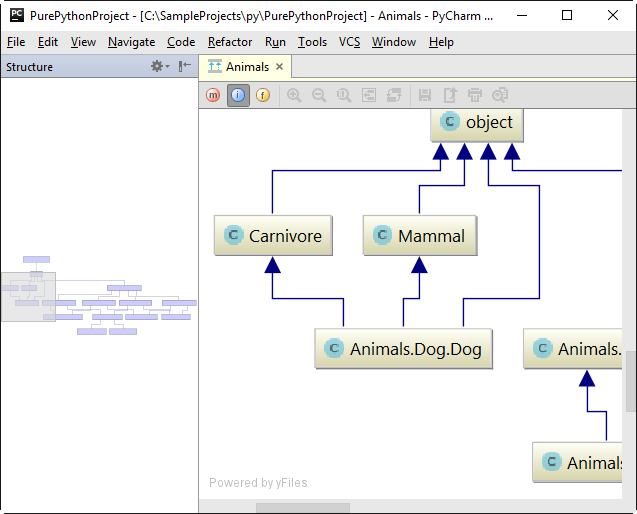 PC PurePythonProject - [C:\SampleProjects\py\PurePythonProject] - Animals - PyCharm ...
File Edit View Navigate Code Refactor Run Tools VCS Window Help
Structure
Animals
m i f
C object
C Carnivore
C Mammal
C Animals.Dog.Dog
C Animals.
C Animals
Powered by yFiles